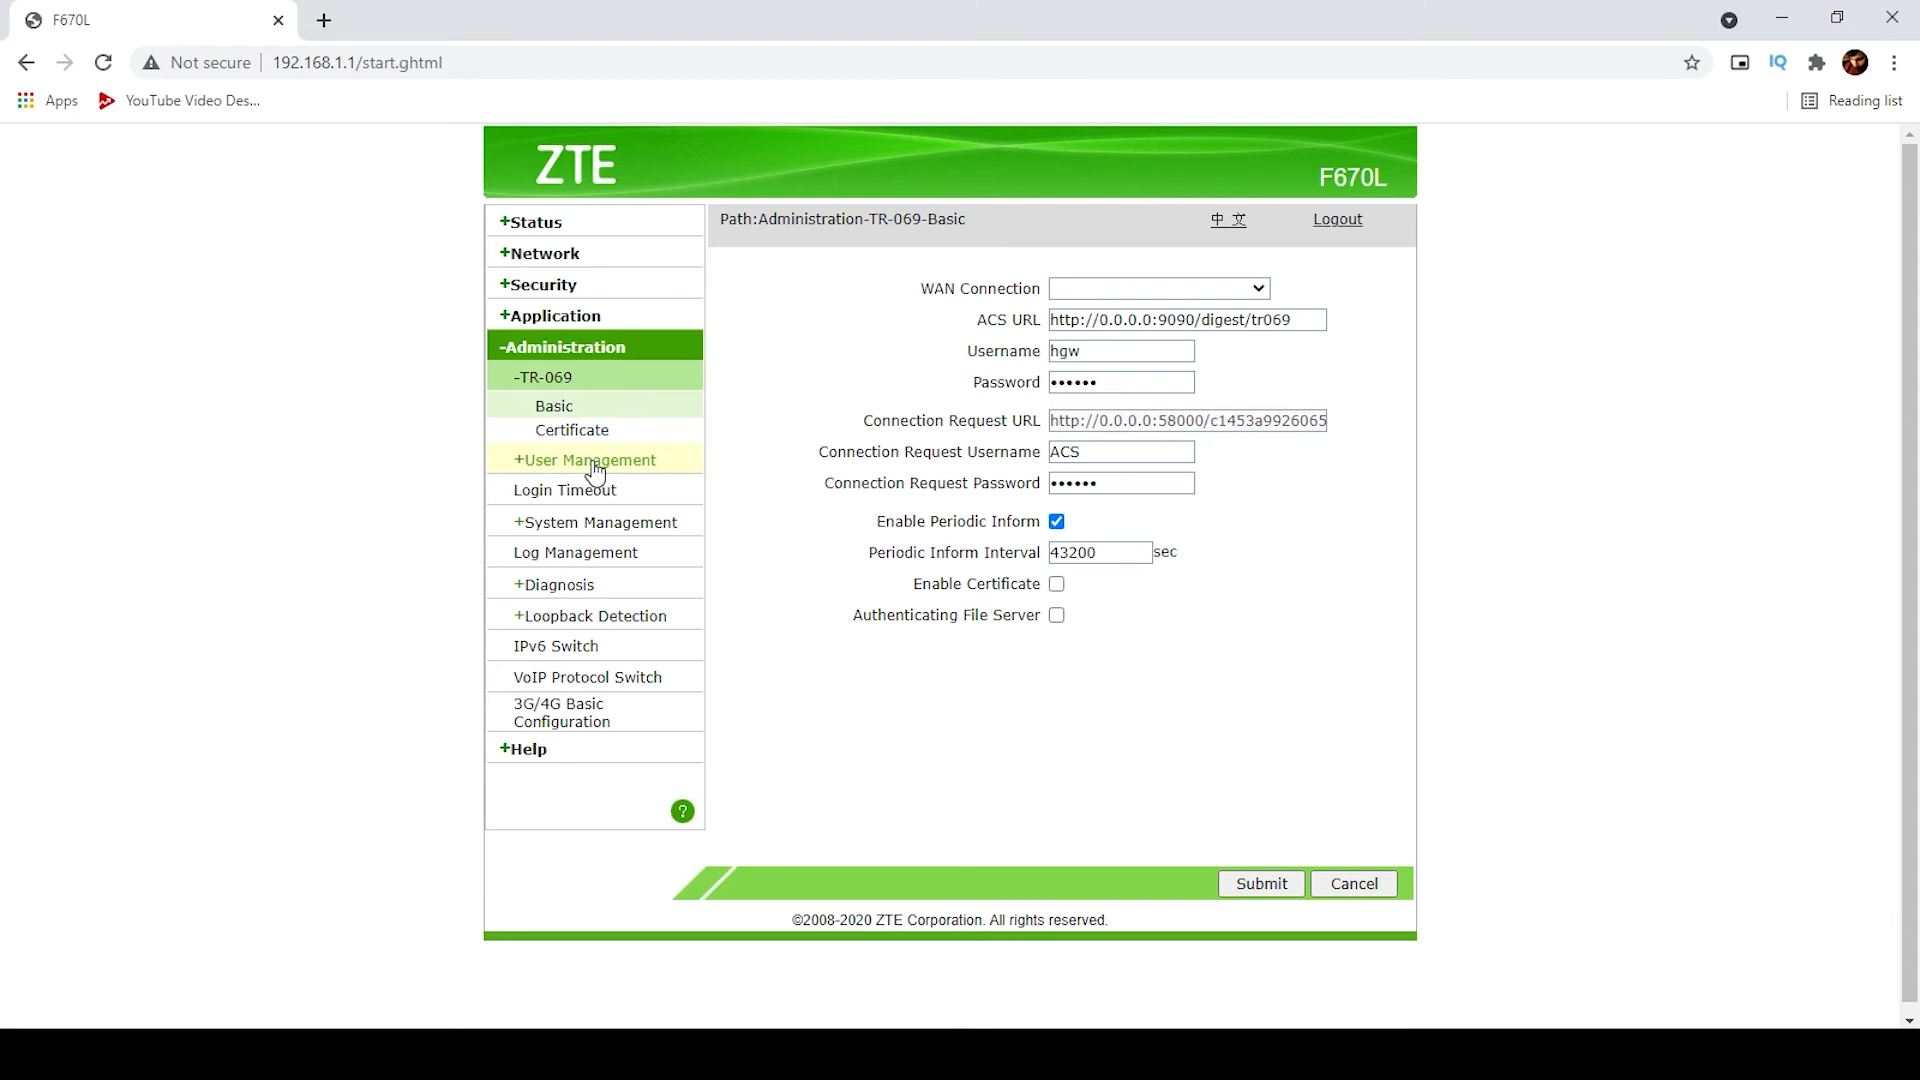 F670L
Not secure
192.168.1.1/start.ghtml
IQ
Apps
YouTube Video Des...
Reading list
ZTE
F670L
+Status
+Network
+Security
+Application
-Administration
-TR-069
Basic
Certificate
+User Management
Login Timeout
+System Management
Log Management
+Diagnosis
+Loopback Detection
IPv6 Switch
VoIP Protocol Switch
3G/4G Basic
Configuration
+Help
?
Path:Administration-TR-069-Basic
中 文
Logout
WAN Connection
ACS URL http://0.0.0.0:9090/digest/tr069
Username hgw
Password ••••••
Connection Request URL http://0.0.0.0:58000/c1453a9926065
Connection Request Username ACS
Connection Request Password ••••••
Enable Periodic Inform
Periodic Inform Interval 43200 sec
Enable Certificate
Authenticating File Server
Submit
Cancel
©2008-2020 ZTE Corporation. All rights reserved.